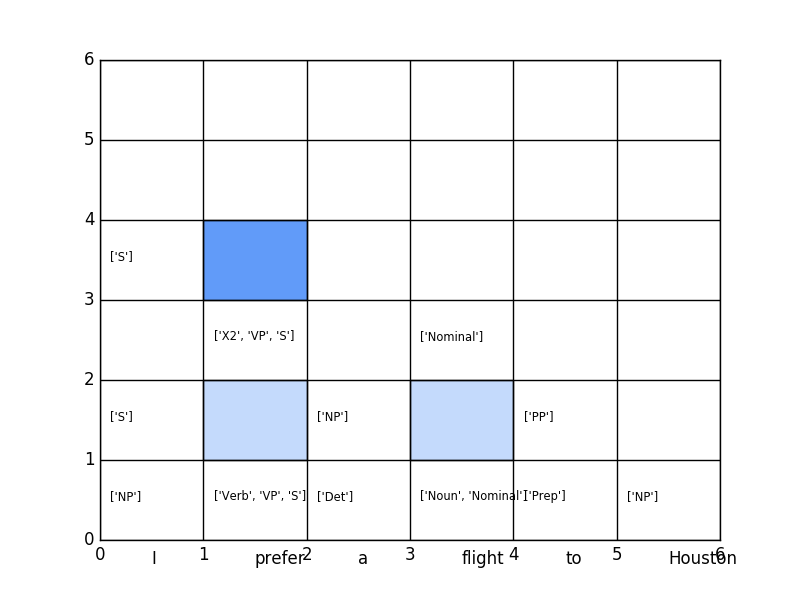 6
5
4
['S']
3
['X2', 'VP', 'S'] ['Nominal']
2
['S'] ['NP'] ['PP']
1
['NP'] ['Verb', 'VP', 'S'] ['Det'] ['Noun', 'Nominal'] ['Prep'] ['NP']
0
0 1 2 3 4 5 6
I prefer a flight to Houston